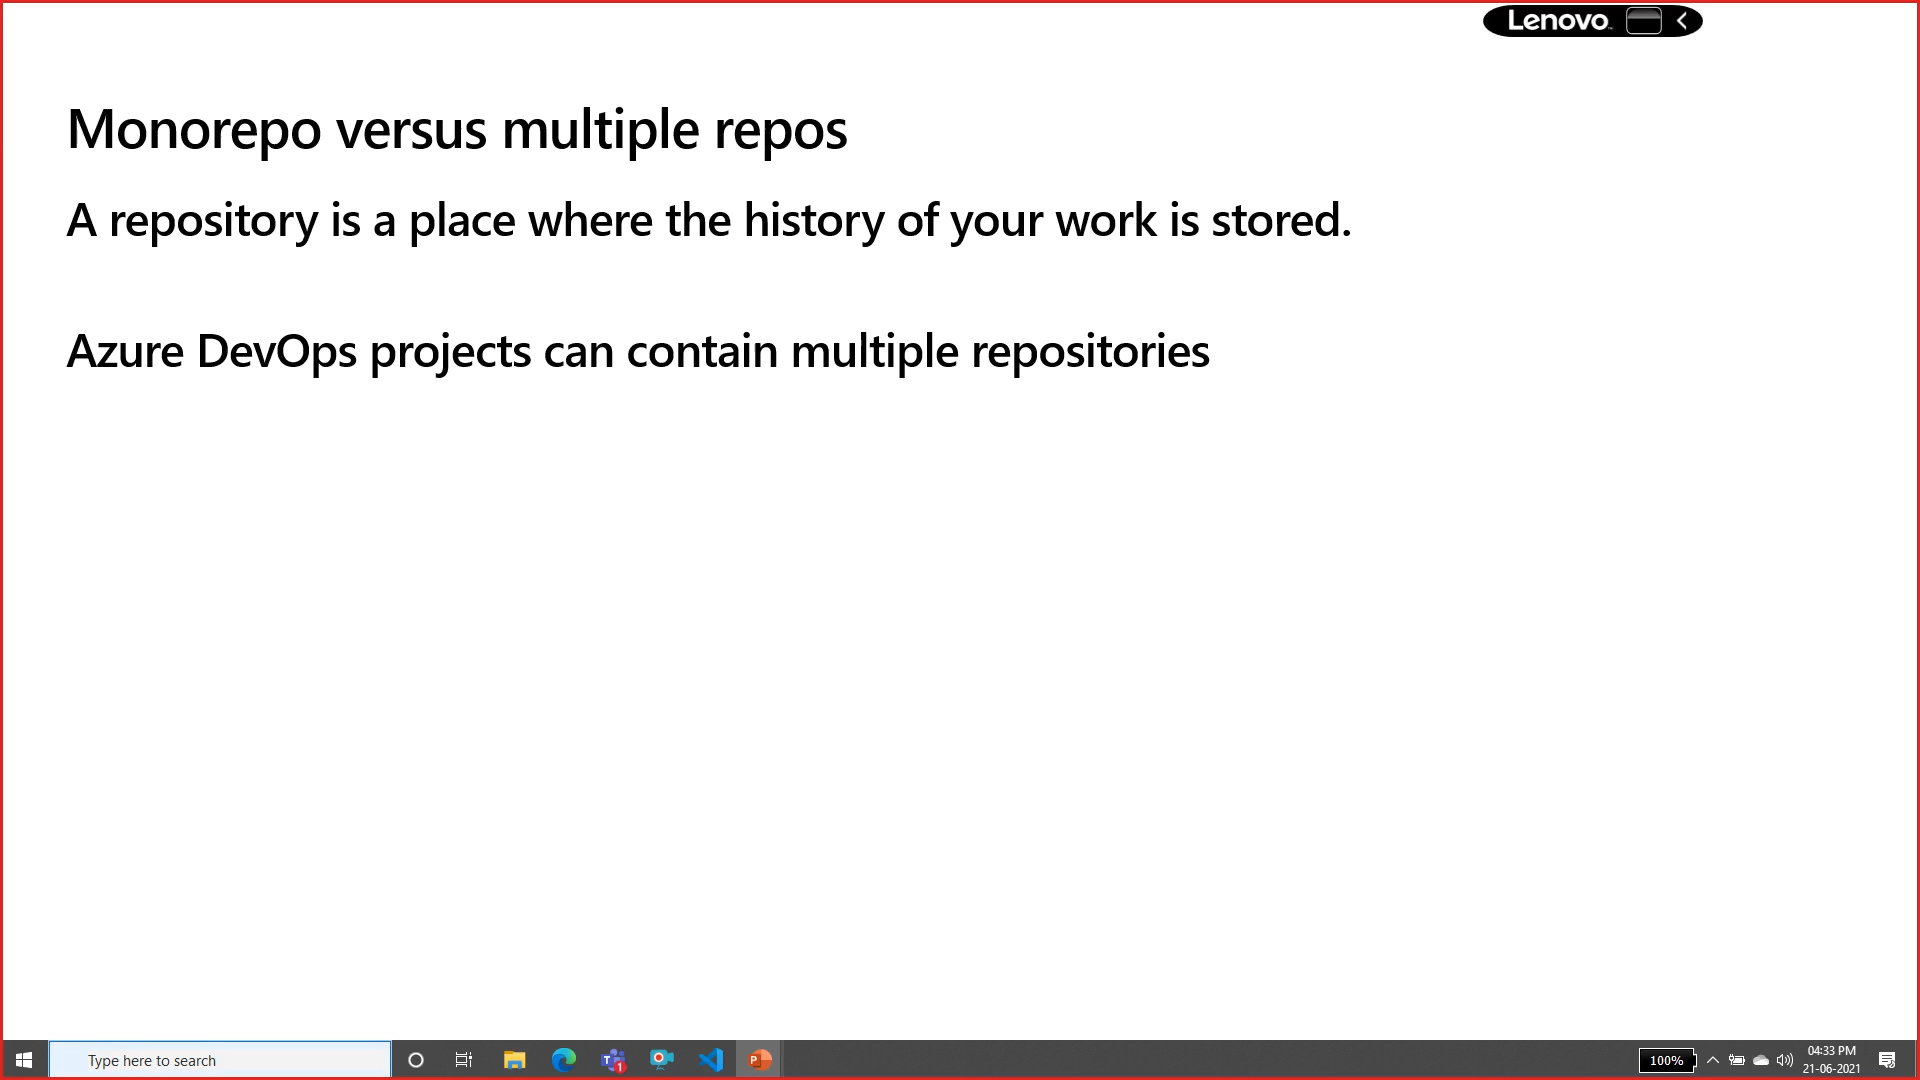 Lenovo
Monorepo versus multiple repos
A repository is a place where the history of your work is stored.
Azure DevOps projects can contain multiple repositories
Type here to search
T 1
P
100%
04:33 PM
21-06-2021